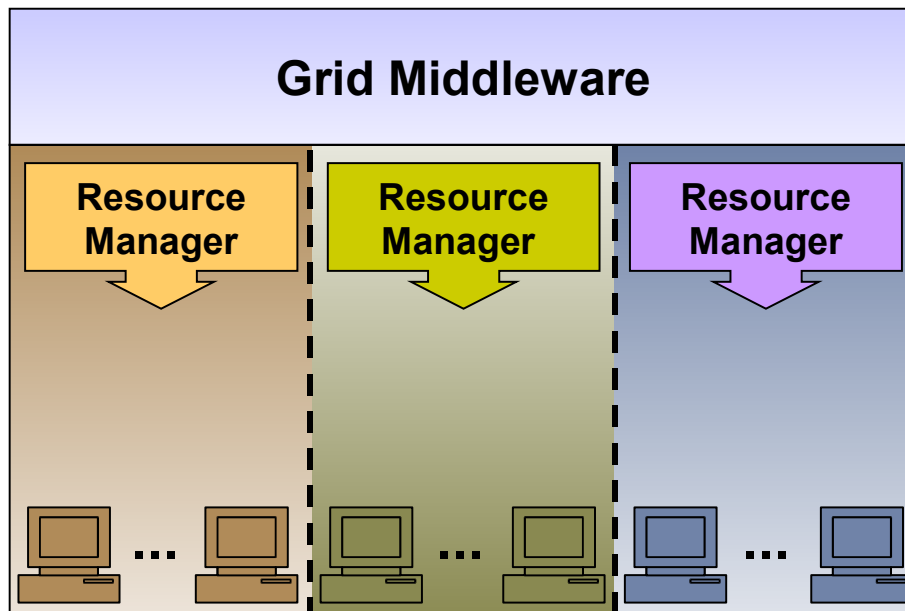 Grid Middleware
Resource
Manager
Resource
Manager
Resource
Manager
...
...
...